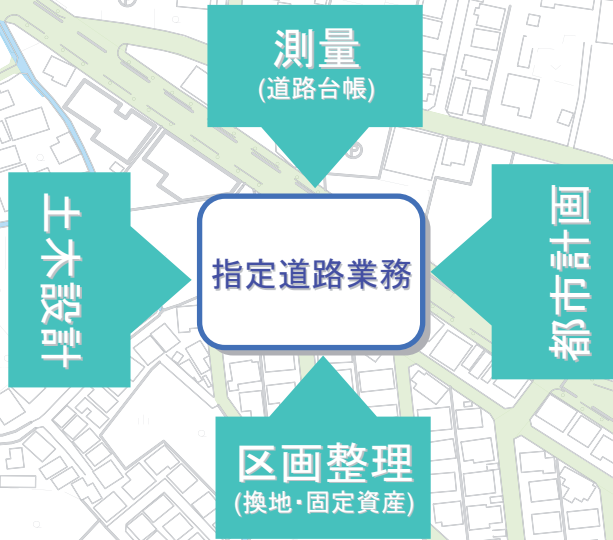 測量
(道路台帳)
土木設計
指定道路業務
都市計画
区画整理
(換地・固定資産)